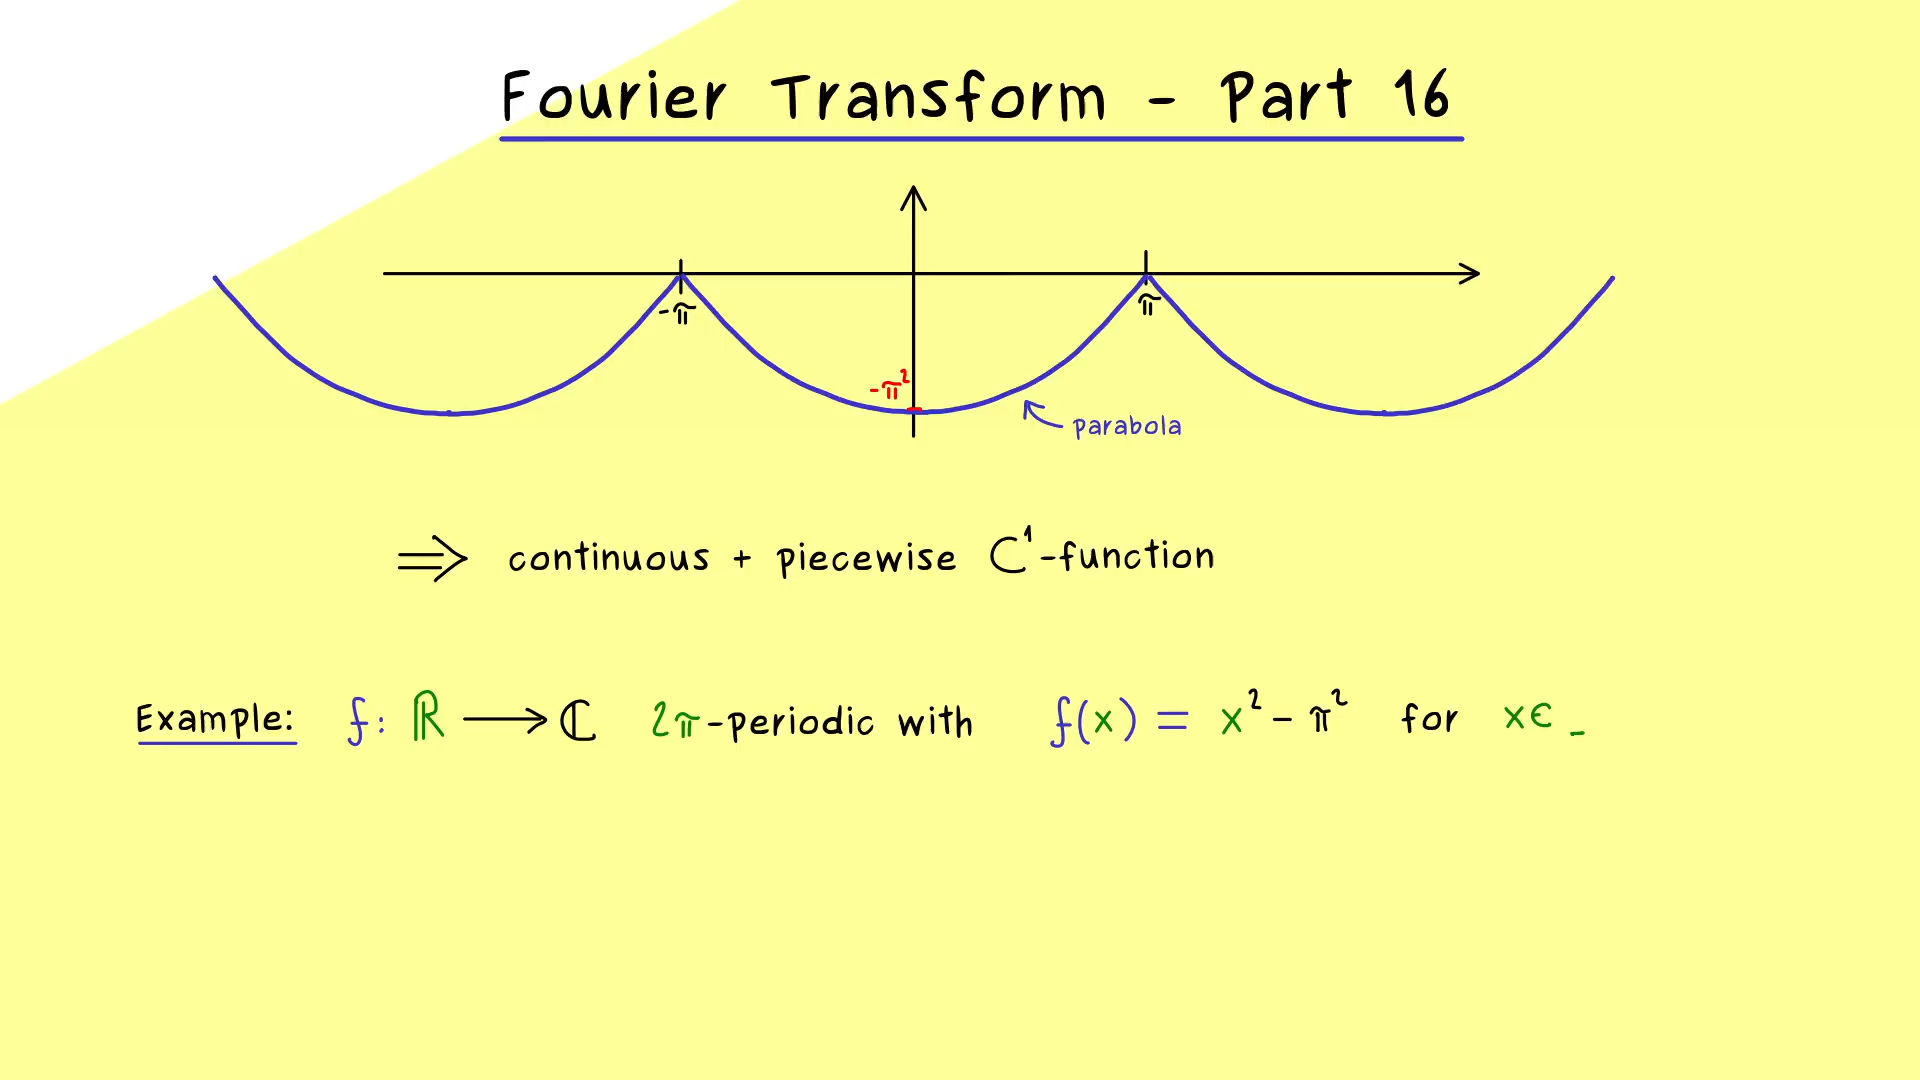 Fourier Transform - Part 16
-π π
-π²
parabola
⇒ continuous + piecewise C¹-function
Example: f: ℝ ⟶ ℂ 2π-periodic with f(x) = x² - π² for x∈ -